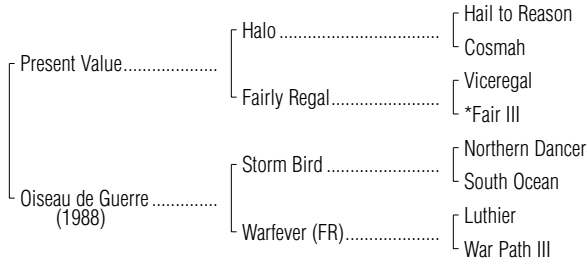 Hail to Reason
Halo
Cosmah
Present Value
Viceregal
Fairly Regal
*Fair III
Northern Dancer
Storm Bird
South Ocean
Oiseau de Guerre
(1988)
Luthier
Warfever (FR)
War Path III